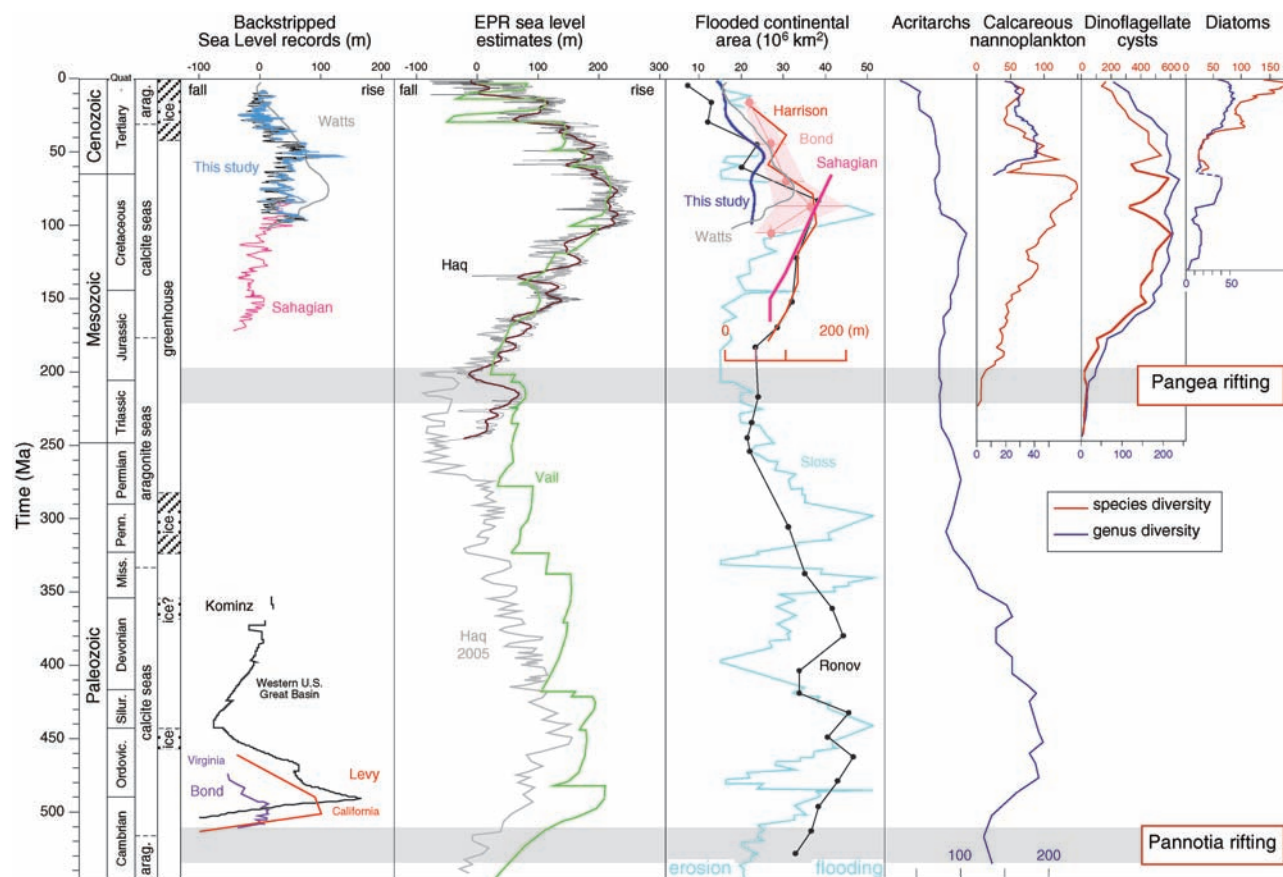 Backstripped
Sea Level records (m)
EPR sea level
estimates (m)
Flooded continental
area (10⁶ km²)
Acritarchs
Calcareous
nannoplankton
Dinoflagellate
cysts
Diatoms
-100 0 100
0 100 200 300
10 20 30 40 50
0 50 100
0 200 400 600
0 50 100 150
fall rise
fall rise
Time (Ma)
0
50
100
150
200
250
300
350
400
450
500
Cenozoic
Mesozoic
Paleozoic
Quat
Tertiary
Cretaceous
Jurassic
Triassic
Permian
Penn.
Miss.
Devonian
Silur.
Ordovic.
Cambrian
arag.
calcite seas
aragonite seas
calcite seas
arag.
ice
greenhouse
ice
ice?
ice
Watts
This study
Sahagian
Kominz
Western U.S.
Great Basin
Virginia
Bond
Levy
California
Haq
Vail
Haq
2005
Harrison
Bond
Sahagian
This study
Watts
0 200 (m)
Sloss
Ronov
erosion flooding
0 50
0 20 40
0 100 200
100 200
Pangea rifting
species diversity
genus diversity
Pannotia rifting